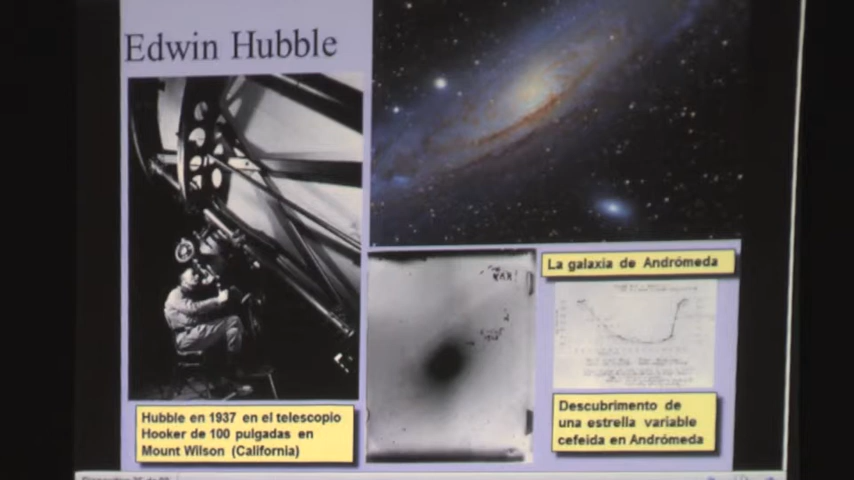 Edwin Hubble
La galaxia de Andrómeda
Hubble en 1937 en el telescopio
Hooker de 100 pulgadas en
Mount Wilson (California)
Descubrimento de
una estrella variable
cefeida en Andrómeda